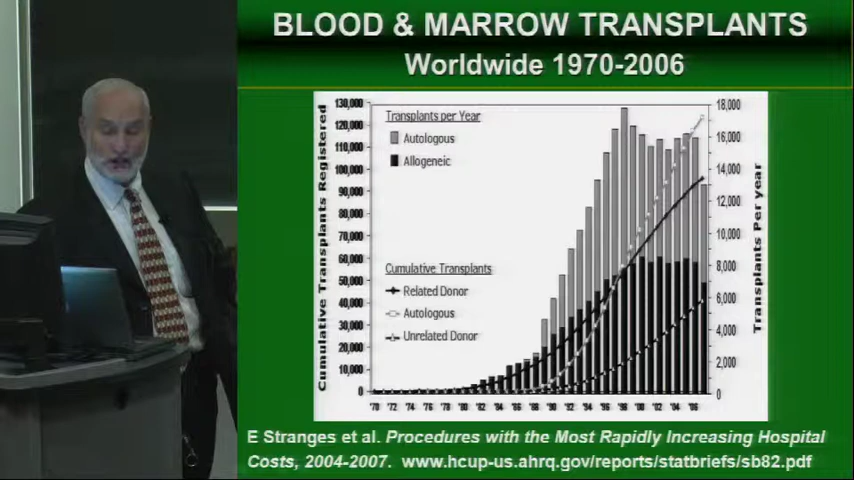 BLOOD & MARROW TRANSPLANTS
Worldwide 1970-2006
Cumulative Transplants Registered
130,000
120,000
110,000
100,000
90,000
80,000
70,000
60,000
50,000
40,000
30,000
20,000
10,000
0
Transplants per Year
Autologous
Allogeneic
Cumulative Transplants
Related Donor
Autologous
Unrelated Donor
18,000
16,000
14,000
12,000
10,000
8,000
6,000
4,000
2,000
0
Transplants Per year
'70 '72 '74 '76 '78 '80 '82 '84 '86 '88 '90 '92 '94 '96 '98 '00 '02 '04 '06
E Stranges et al. Procedures with the Most Rapidly Increasing Hospital
Costs, 2004-2007. www.hcup-us.ahrq.gov/reports/statbriefs/sb82.pdf